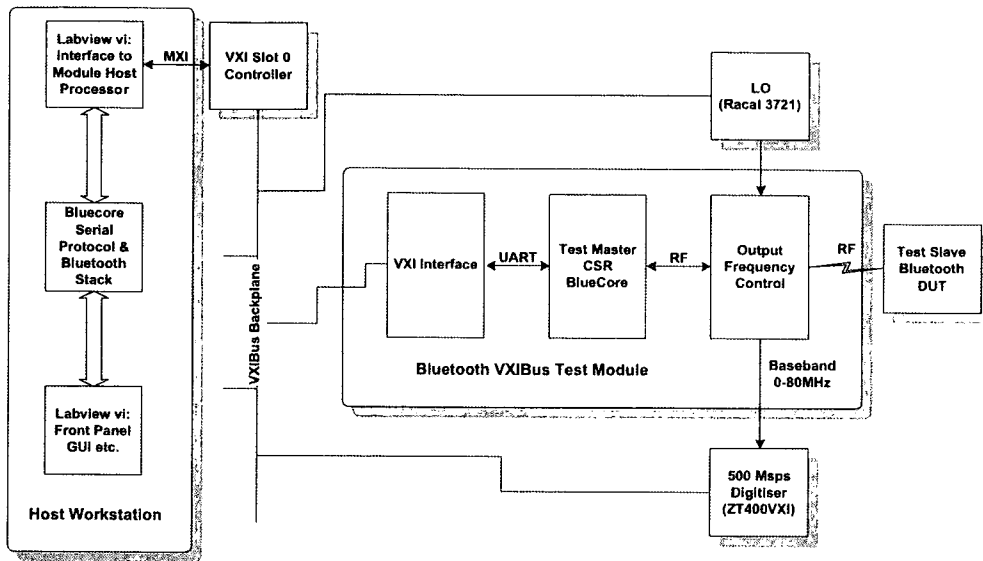 Labview vi:
Interface to
Module Host
Processor
MXI
VXI Slot 0
Controller
LO
(Racal 3721)
Bluecore
Serial
Protocol &
Bluetooth
Stack
VXIBus Backplane
VXI Interface
UART
Test Master
CSR
BlueCore
RF
Output
Frequency
Control
RF
Test Slave
Bluetooth
DUT
Bluetooth VXIBus Test Module
Baseband
0-80MHz
Labview vi:
Front Panel
GUI etc.
500 Msps
Digitiser
(ZT400VXI)
Host Workstation